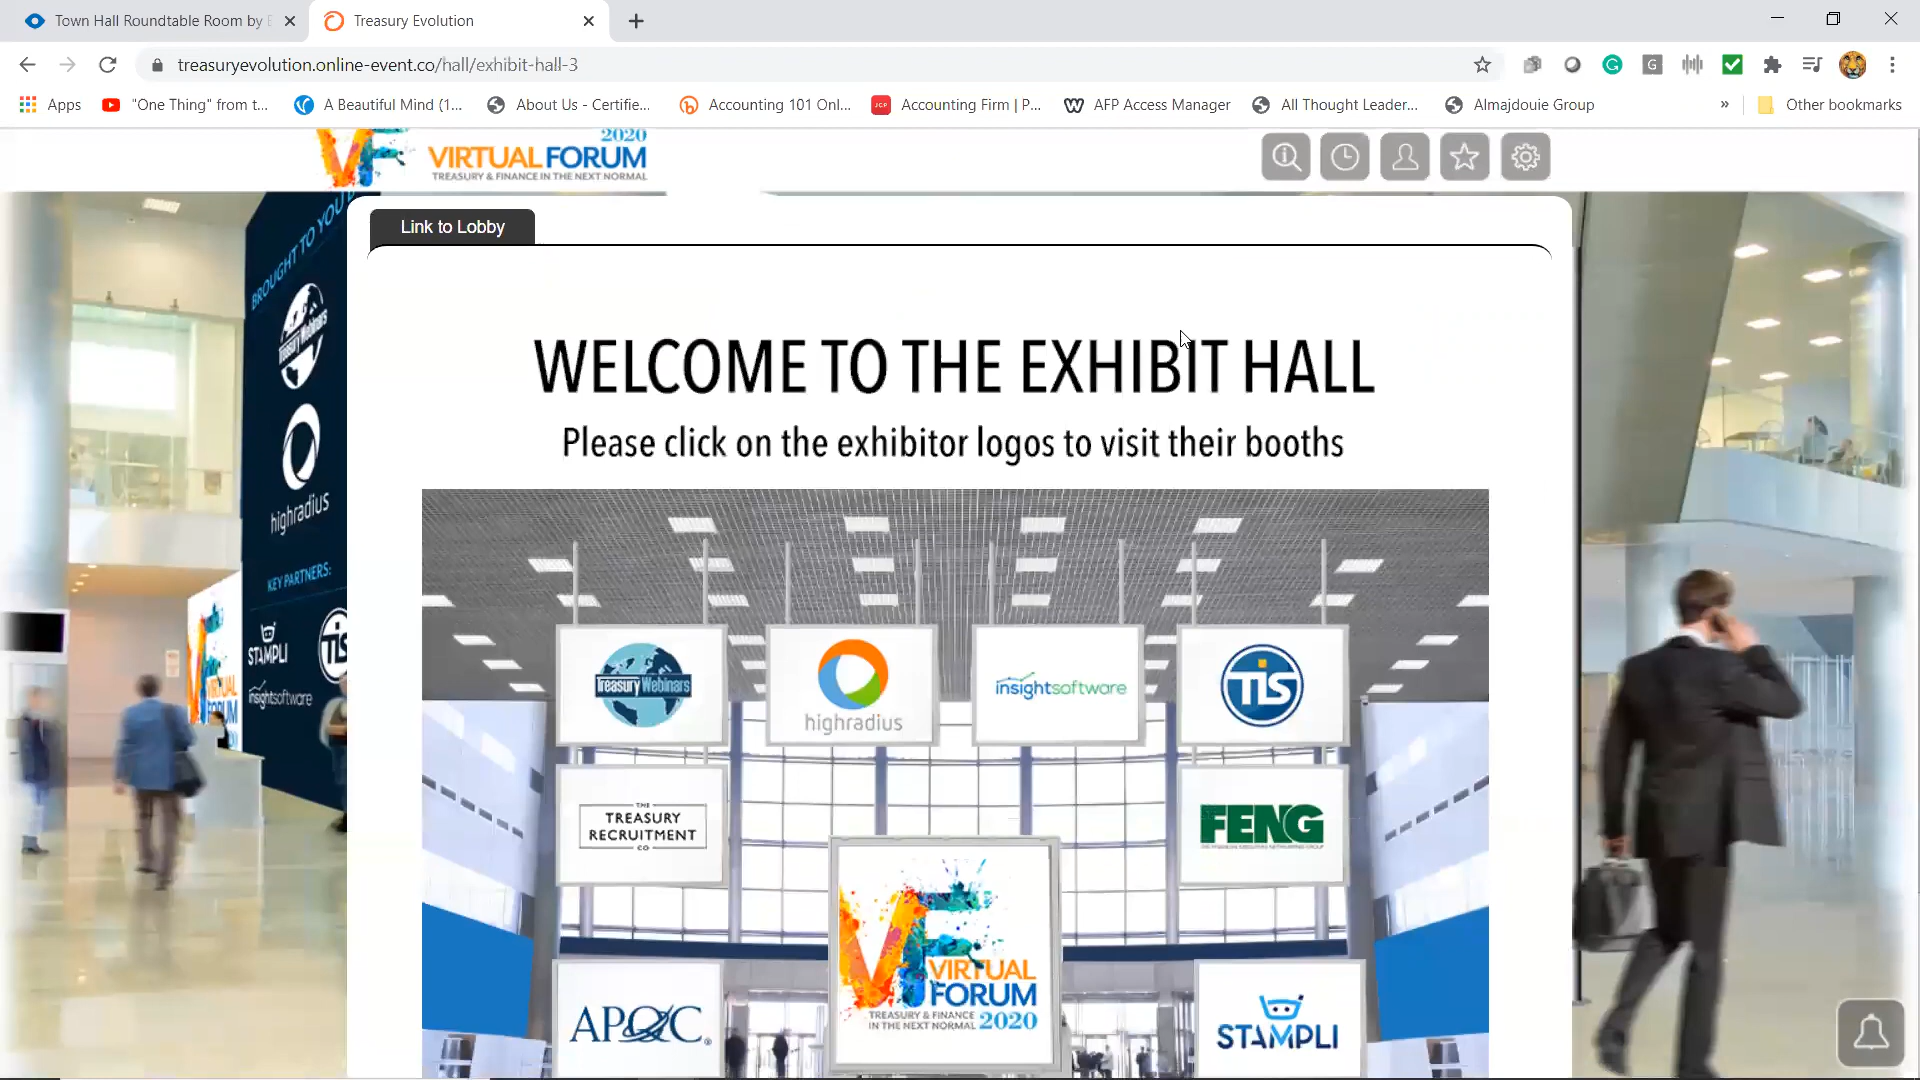 Town Hall Roundtable Room by
Treasury Evolution
treasuryevolution.online-event.co/hall/exhibit-hall-3
Apps
"One Thing" from t...
A Beautiful Mind (1...
About Us - Certifie...
Accounting 101 Onl...
JCP
Accounting Firm | P...
AFP Access Manager
All Thought Leader...
Almajdouie Group
»
Other bookmarks
VF 2020
VIRTUAL FORUM
TREASURY & FINANCE IN THE NEXT NORMAL
Link to Lobby
BROUGHT TO YOU
Treasury Webinars
highradius
KEY PARTNERS:
STAMPLI
TIS
insightsoftware
WELCOME TO THE EXHIBIT HALL
Please click on the exhibitor logos to visit their booths
Treasury Webinars
highradius
insightsoftware
TIS
THE
TREASURY
RECRUITMENT
CO
FENG
VF
VIRTUAL
FORUM
TREASURY & FINANCE
IN THE NEXT NORMAL 2020
APQC
STAMPLI